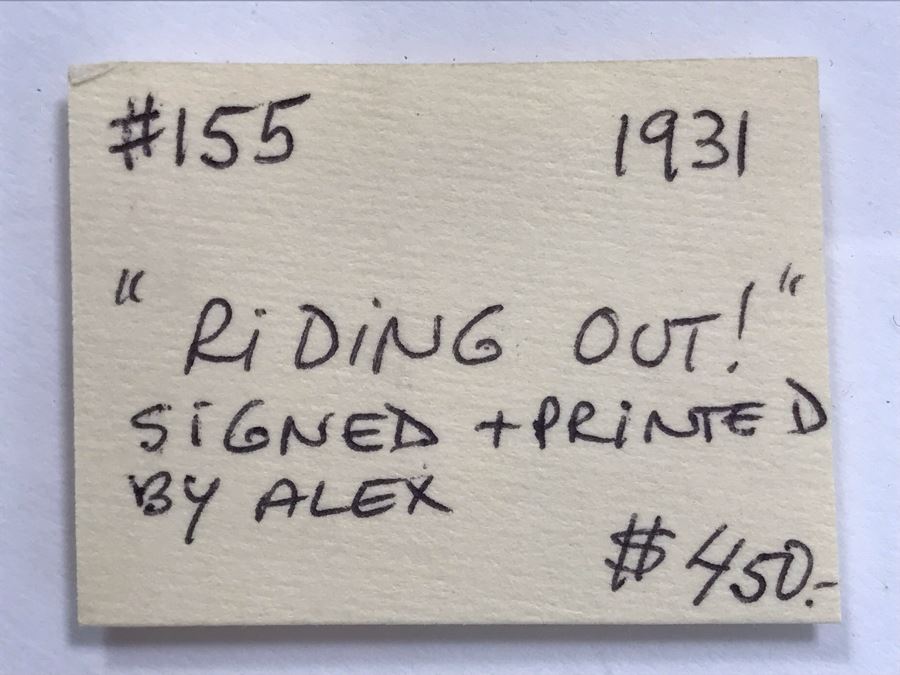 #155 1931
"RiDiNG OUT!"
SiGNED + PRiNTED
BY ALEX
$450.-